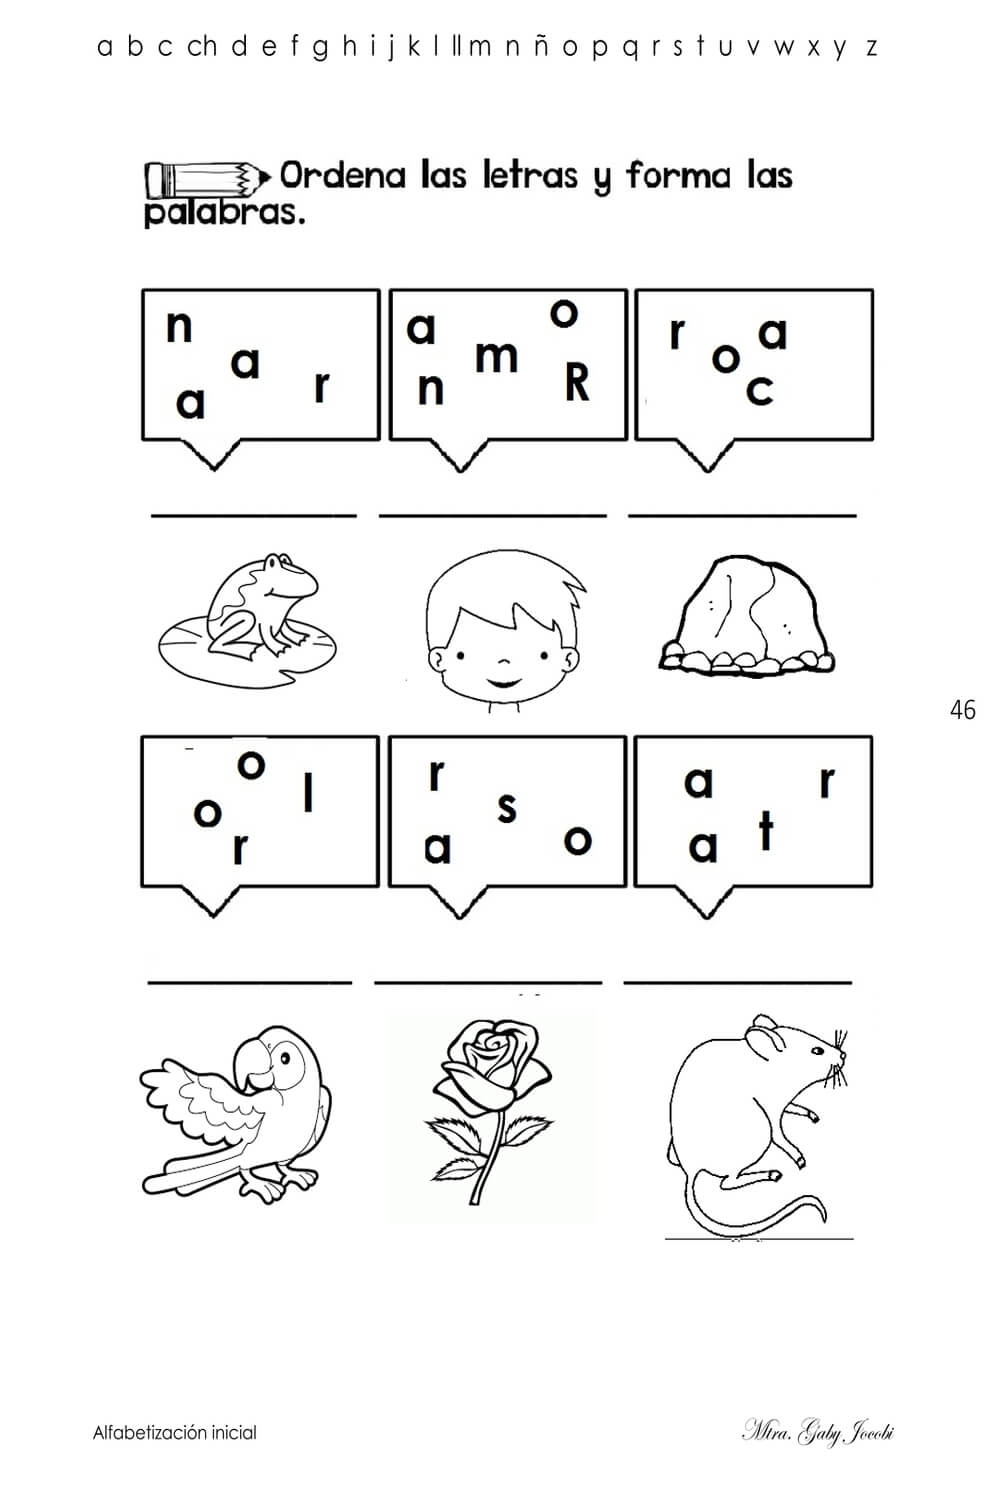 a b c ch d e f g h i j k l ll m n ñ o p q r s t u v w x y z
Ordena las letras y forma las
palabras.
n a a r
a o m n R
r a o c
o l o r
r s a o
a r t a
46
Alfabetización inicial
Mtra. Gaby Jocobi